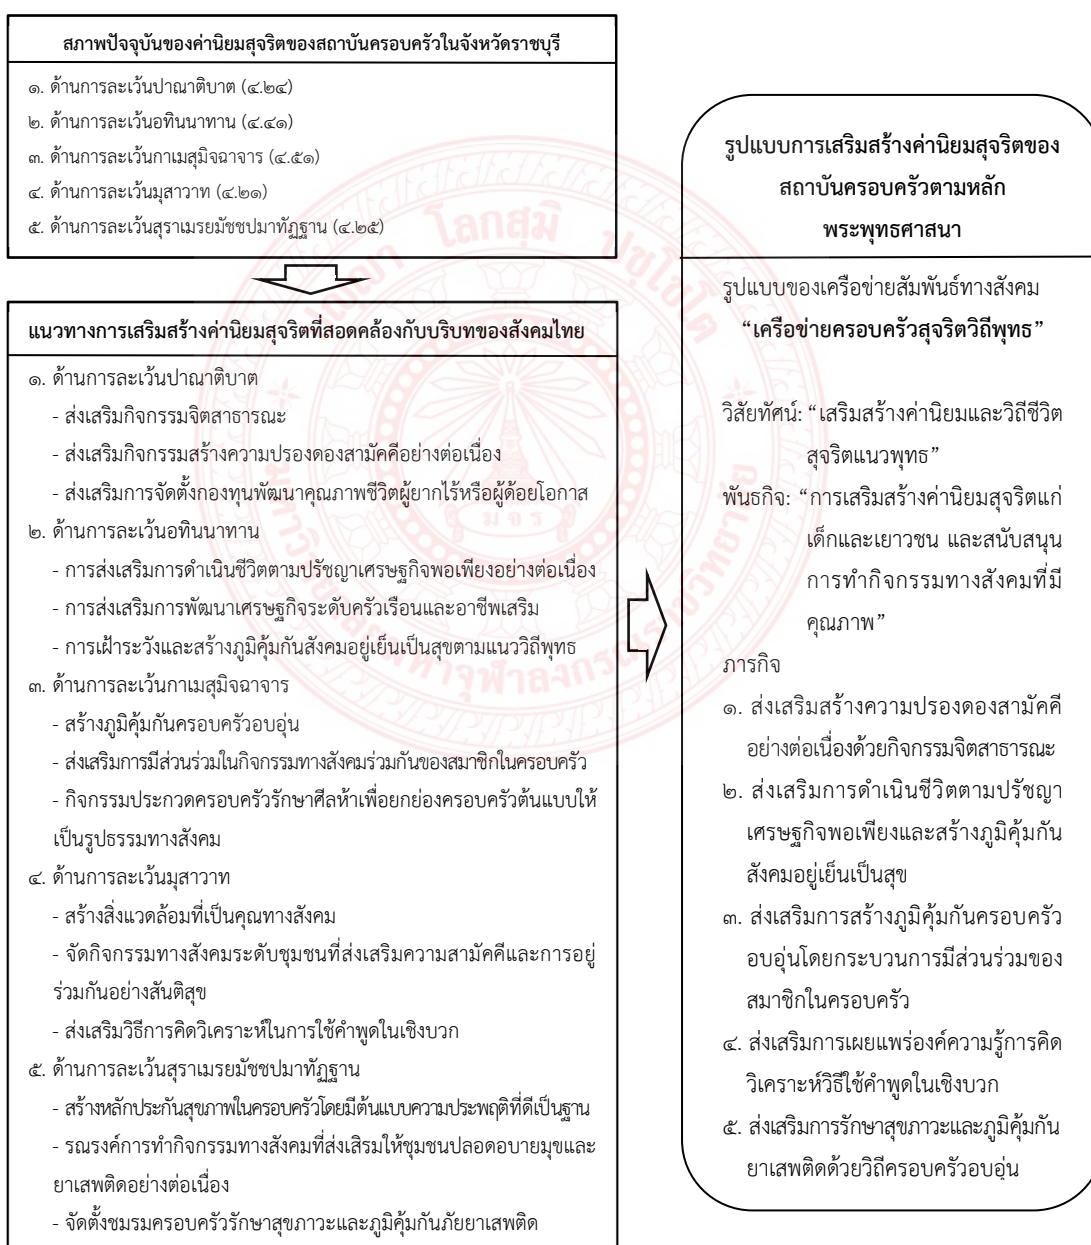 สภาพปัจจุบันของค่านิยมสุจริตของสถาบันครอบครัวในจังหวัดราชบุรี
๑. ด้านการละเว้นปาณาติบาต (๔.๒๔)
๒. ด้านการละเว้นอทินนาทาน (๔.๔๑)
๓. ด้านการละเว้นกาเมสุมิจฉาจาร (๔.๕๑)
๔. ด้านการละเว้นมุสาวาท (๔.๒๑)
๕. ด้านการละเว้นสุราเมรยมัชชปมาทัฏฐาน (๔.๒๕)
แนวทางการเสริมสร้างค่านิยมสุจริตที่สอดคล้องกับบริบทของสังคมไทย
๑. ด้านการละเว้นปาณาติบาต
- ส่งเสริมกิจกรรมจิตสาธารณะ
- ส่งเสริมกิจกรรมสร้างความปรองดองสามัคคีอย่างต่อเนื่อง
- ส่งเสริมการจัดตั้งกองทุนพัฒนาคุณภาพชีวิตผู้ยากไร้หรือผู้ด้อยโอกาส
๒. ด้านการละเว้นอทินนาทาน
- การส่งเสริมการดำเนินชีวิตตามปรัชญาเศรษฐกิจพอเพียงอย่างต่อเนื่อง
- การส่งเสริมการพัฒนาเศรษฐกิจระดับครัวเรือนและอาชีพเสริม
- การเฝ้าระวังและสร้างภูมิคุ้มกันสังคมอยู่เย็นเป็นสุขตามแนววิถีพุทธ
๓. ด้านการละเว้นกาเมสุมิจฉาจาร
- สร้างภูมิคุ้มกันครอบครัวอบอุ่น
- ส่งเสริมการมีส่วนร่วมในกิจกรรมทางสังคมร่วมกันของสมาชิกในครอบครัว
- กิจกรรมประกวดครอบครัวรักษาศีลห้าเพื่อยกย่องครอบครัวต้นแบบให้
เป็นรูปธรรมทางสังคม
๔. ด้านการละเว้นมุสาวาท
- สร้างสิ่งแวดล้อมที่เป็นคุณทางสังคม
- จัดกิจกรรมทางสังคมระดับชุมชนที่ส่งเสริมความสามัคคีและการอยู่
ร่วมกันอย่างสันติสุข
- ส่งเสริมวิธีการคิดวิเคราะห์ในการใช้คำพูดในเชิงบวก
๕. ด้านการละเว้นสุราเมรยมัชชปมาทัฏฐาน
- สร้างหลักประกันสุขภาพในครอบครัวโดยมีต้นแบบความประพฤติที่ดีเป็นฐาน
- รณรงค์การทำกิจกรรมทางสังคมที่ส่งเสิรมให้ชุมชนปลอดอบายมุขและ
ยาเสพติดอย่างต่อเนื่อง
- จัดตั้งชมรมครอบครัวรักษาสุขภาวะและภูมิคุ้มกันภัยยาเสพติด
รูปแบบการเสริมสร้างค่านิยมสุจริตของ
สถาบันครอบครัวตามหลัก
พระพุทธศาสนา
รูปแบบของเครือข่ายสัมพันธ์ทางสังคม
“เครือข่ายครอบครัวสุจริตวิถีพุทธ”
วิสัยทัศน์: “เสริมสร้างค่านิยมและวิถีชีวิต
สุจริตแนวพุทธ”
พันธกิจ: “การเสริมสร้างค่านิยมสุจริตแก่
เด็กและเยาวชน และสนับสนุน
การทำกิจกรรมทางสังคมที่มี
คุณภาพ”
ภารกิจ
๑. ส่งเสริมสร้างความปรองดองสามัคคี
อย่างต่อเนื่องด้วยกิจกรรมจิตสาธารณะ
๒. ส่งเสริมการดำเนินชีวิตตามปรัชญา
เศรษฐกิจพอเพียงและสร้างภูมิคุ้มกัน
สังคมอยู่เย็นเป็นสุข
๓. ส่งเสริมการสร้างภูมิคุ้มกันครอบครัว
อบอุ่นโดยกระบวนการมีส่วนร่วมของ
สมาชิกในครอบครัว
๔. ส่งเสริมการเผยแพร่องค์ความรู้การคิด
วิเคราะห์วิธีใช้คำพูดในเชิงบวก
๕. ส่งเสริมการรักษาสุขภาวะและภูมิคุ้มกัน
ยาเสพติดด้วยวิถีครอบครัวอบอุ่น